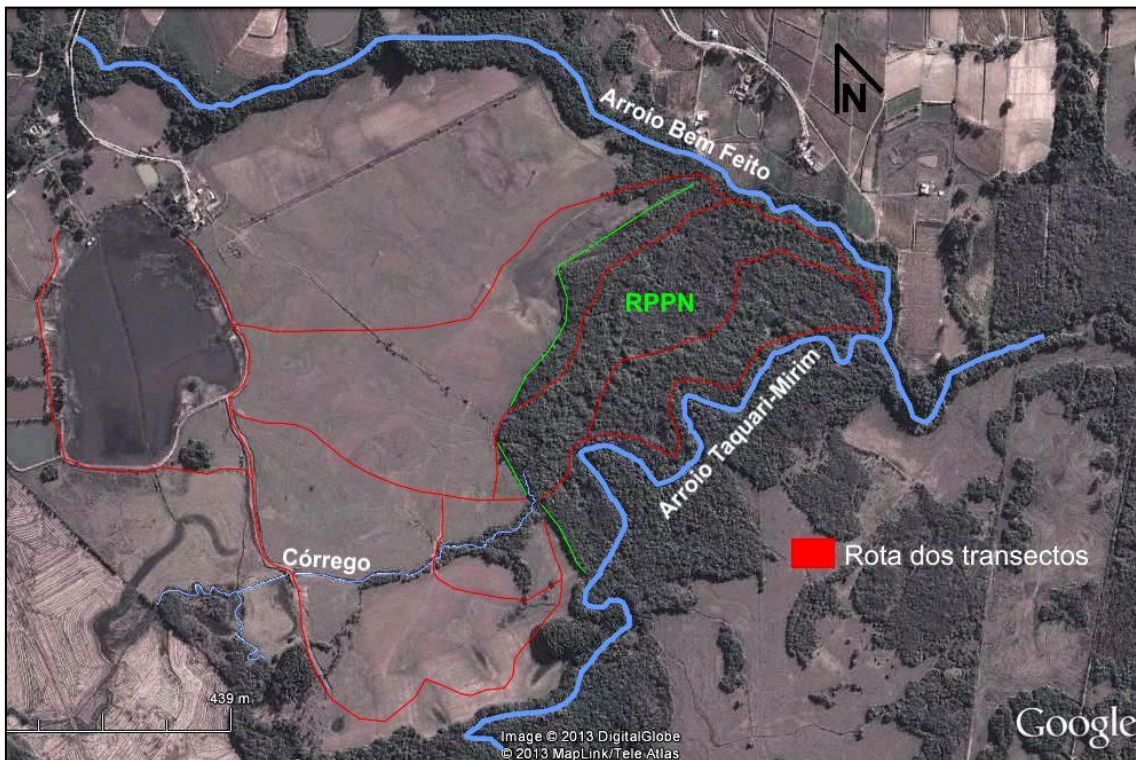 N
Arroio Bem Feito
RPPN
Arroio Taquari-Mirim
Córrego
Rota dos transectos
439 m
Image © 2013 DigitalGlobe
© 2013 MapLink/Tele Atlas
Google